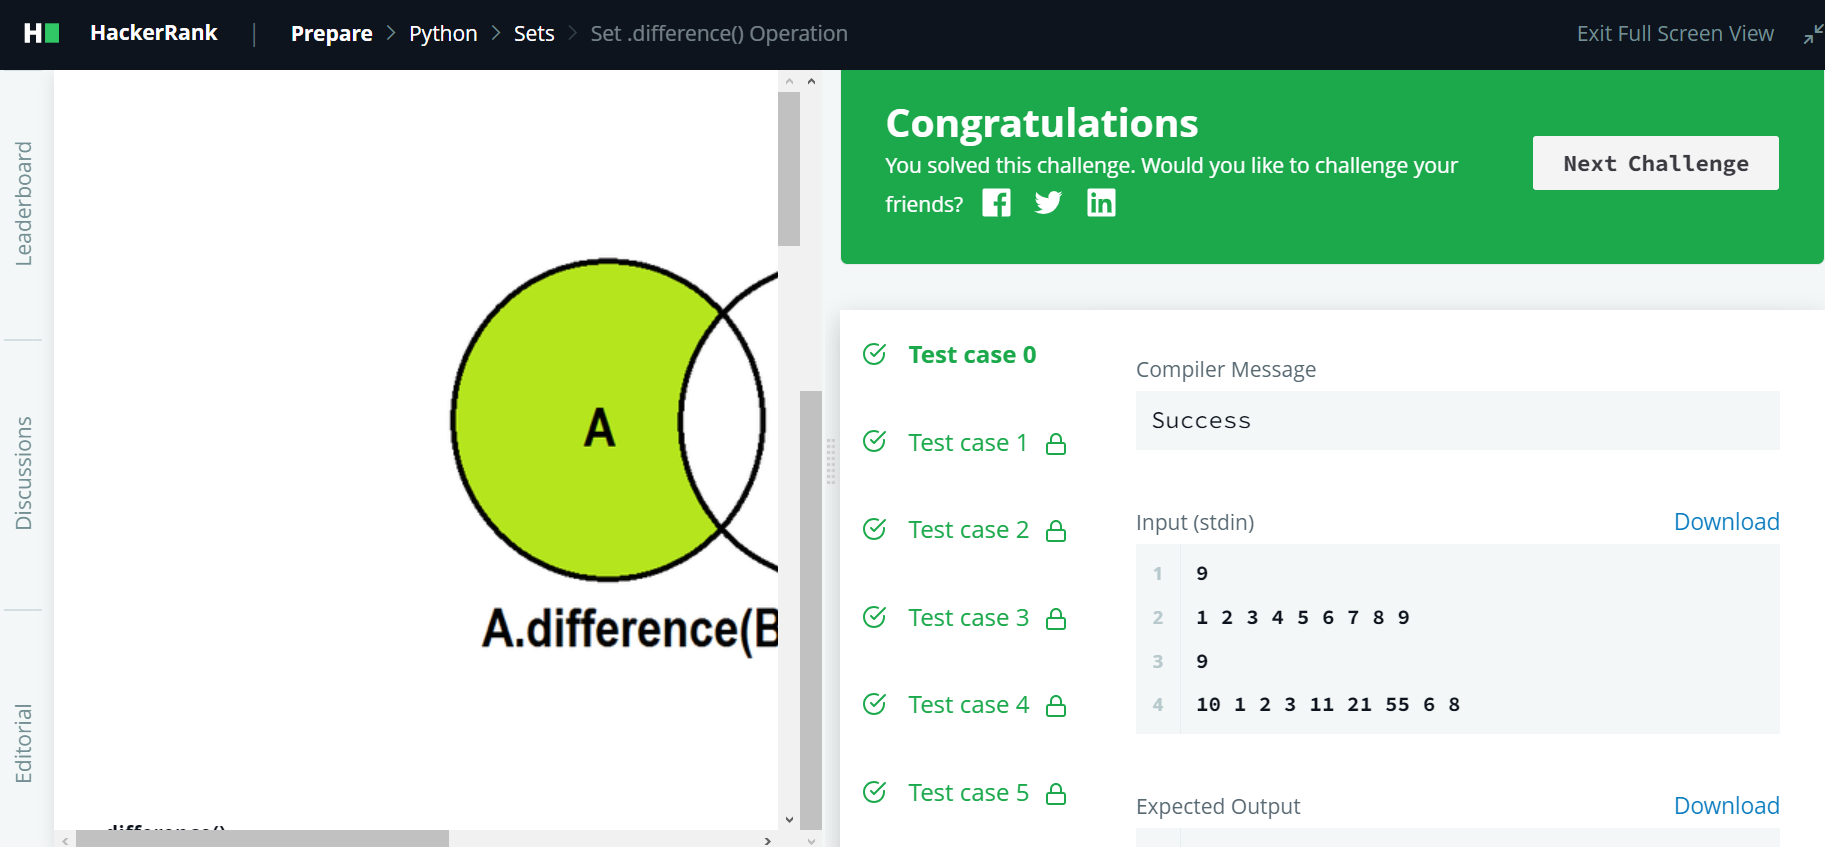 HackerRank | Prepare > Python > Sets > Set .difference() Operation
Exit Full Screen View
Leaderboard
Discussions
Editorial
A
A.difference(B
Congratulations
You solved this challenge. Would you like to challenge your
friends?
Next Challenge
Test case 0
Test case 1
Test case 2
Test case 3
Test case 4
Test case 5
Compiler Message
Success
Input (stdin)
Download
1 9
2 1 2 3 4 5 6 7 8 9
3 9
4 10 1 2 3 11 21 55 6 8
Expected Output
Download